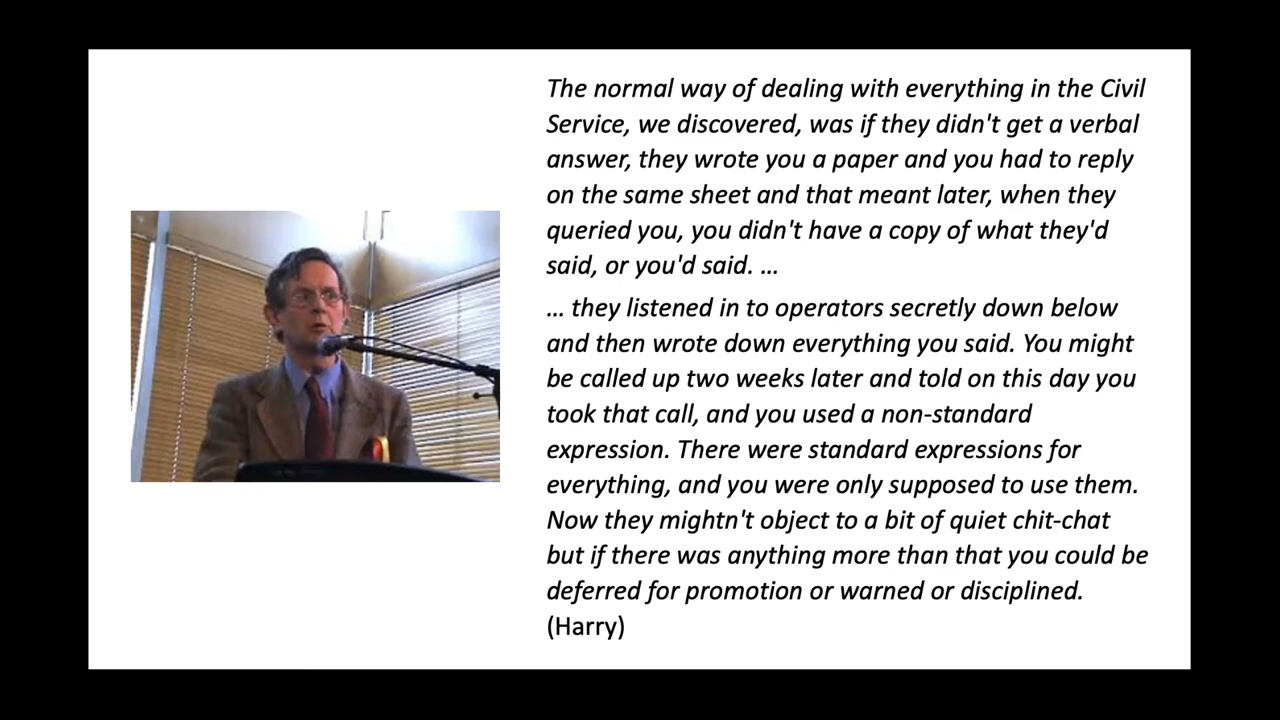 The normal way of dealing with everything in the Civil
Service, we discovered, was if they didn't get a verbal
answer, they wrote you a paper and you had to reply
on the same sheet and that meant later, when they
queried you, you didn't have a copy of what they'd
said, or you'd said. …
… they listened in to operators secretly down below
and then wrote down everything you said. You might
be called up two weeks later and told on this day you
took that call, and you used a non-standard
expression. There were standard expressions for
everything, and you were only supposed to use them.
Now they mightn't object to a bit of quiet chit-chat
but if there was anything more than that you could be
deferred for promotion or warned or disciplined.
(Harry)